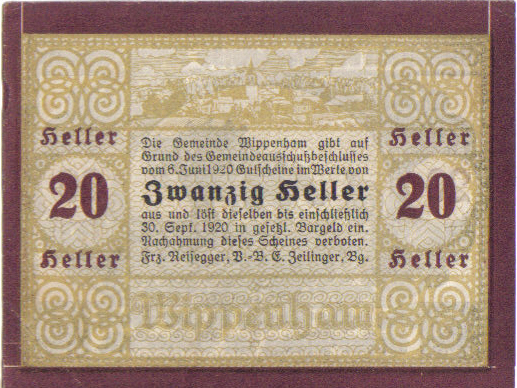 Heller
Heller
Die Gemeinde Wippenham gibt auf
Grund des Gemeindeausschußbeschlusses
vom 6. Juni 1920 Gutscheine im Werte von
20
Zwanzig Heller
20
aus und löst dieselben bis einschließlich
30. Sept. 1920 in gesetzl. Bargeld ein.
Nachahmung dieses Scheines verboten.
Frz. Reisegger, V.-B. E. Zeilinger, Bg.
Heller
Heller
Wippenham